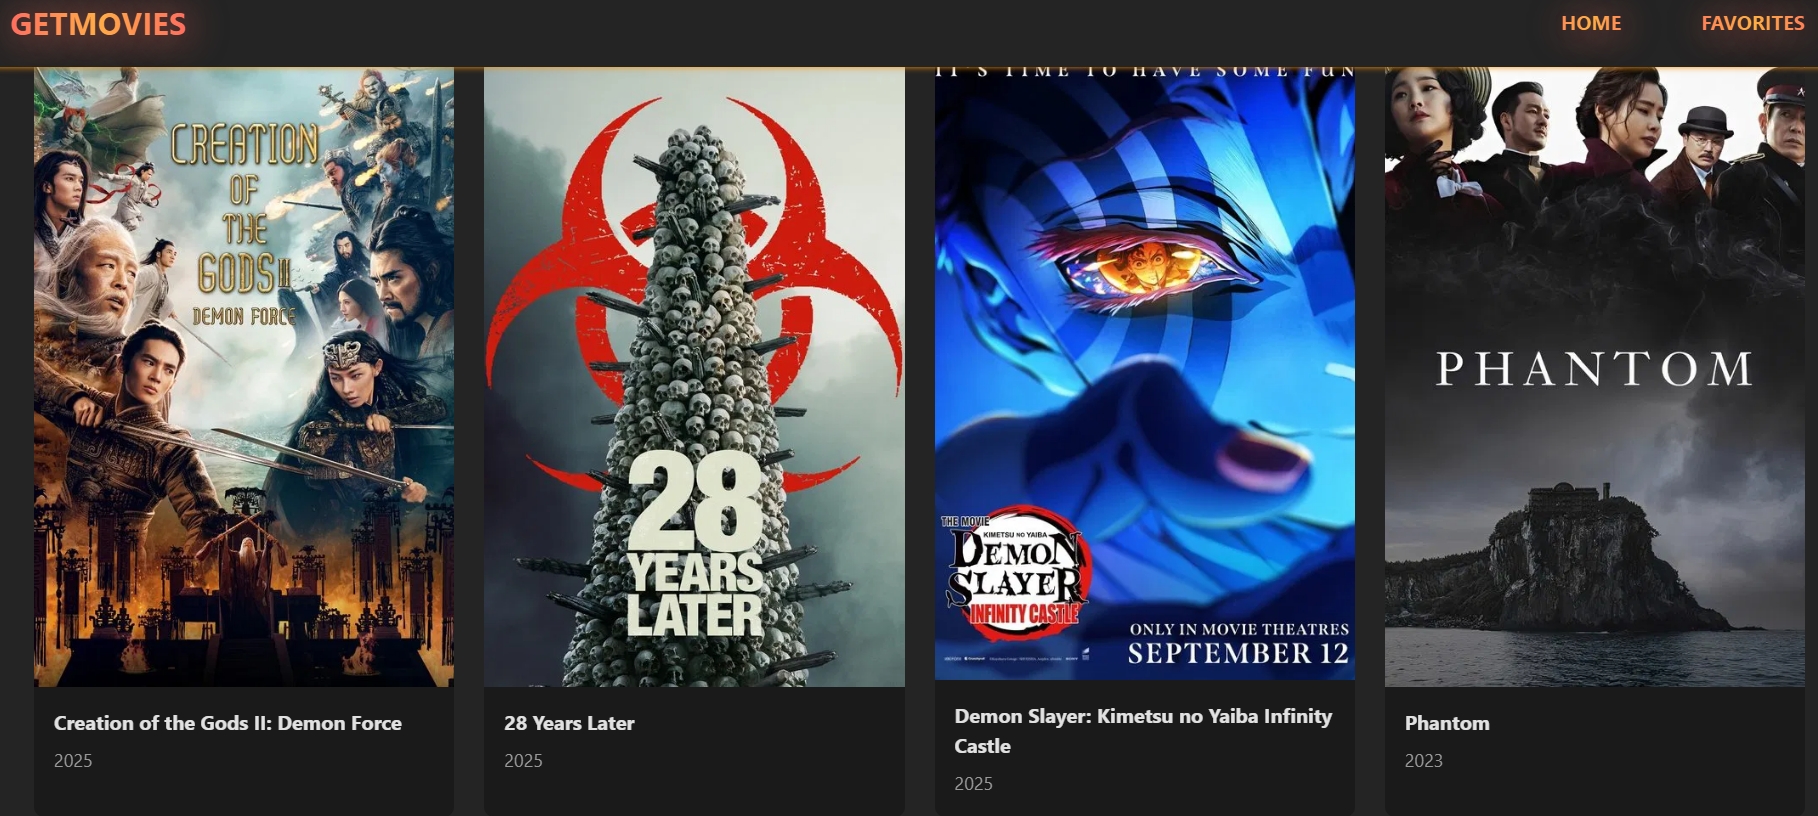 GETMOVIES
HOME
FAVORITES
CREATION
OF
THE
GODS II
DEMON FORCE
28
YEARS
LATER
IT'S TIME TO HAVE SOME FUN
THE MOVIE
KIMETSU NO YAIBA
DEMON
SLAYER
INFINITY CASTLE
ONLY IN MOVIE THEATRES
SEPTEMBER 12
PHANTOM
Creation of the Gods II: Demon Force
2025
28 Years Later
2025
Demon Slayer: Kimetsu no Yaiba Infinity
Castle
2025
Phantom
2023